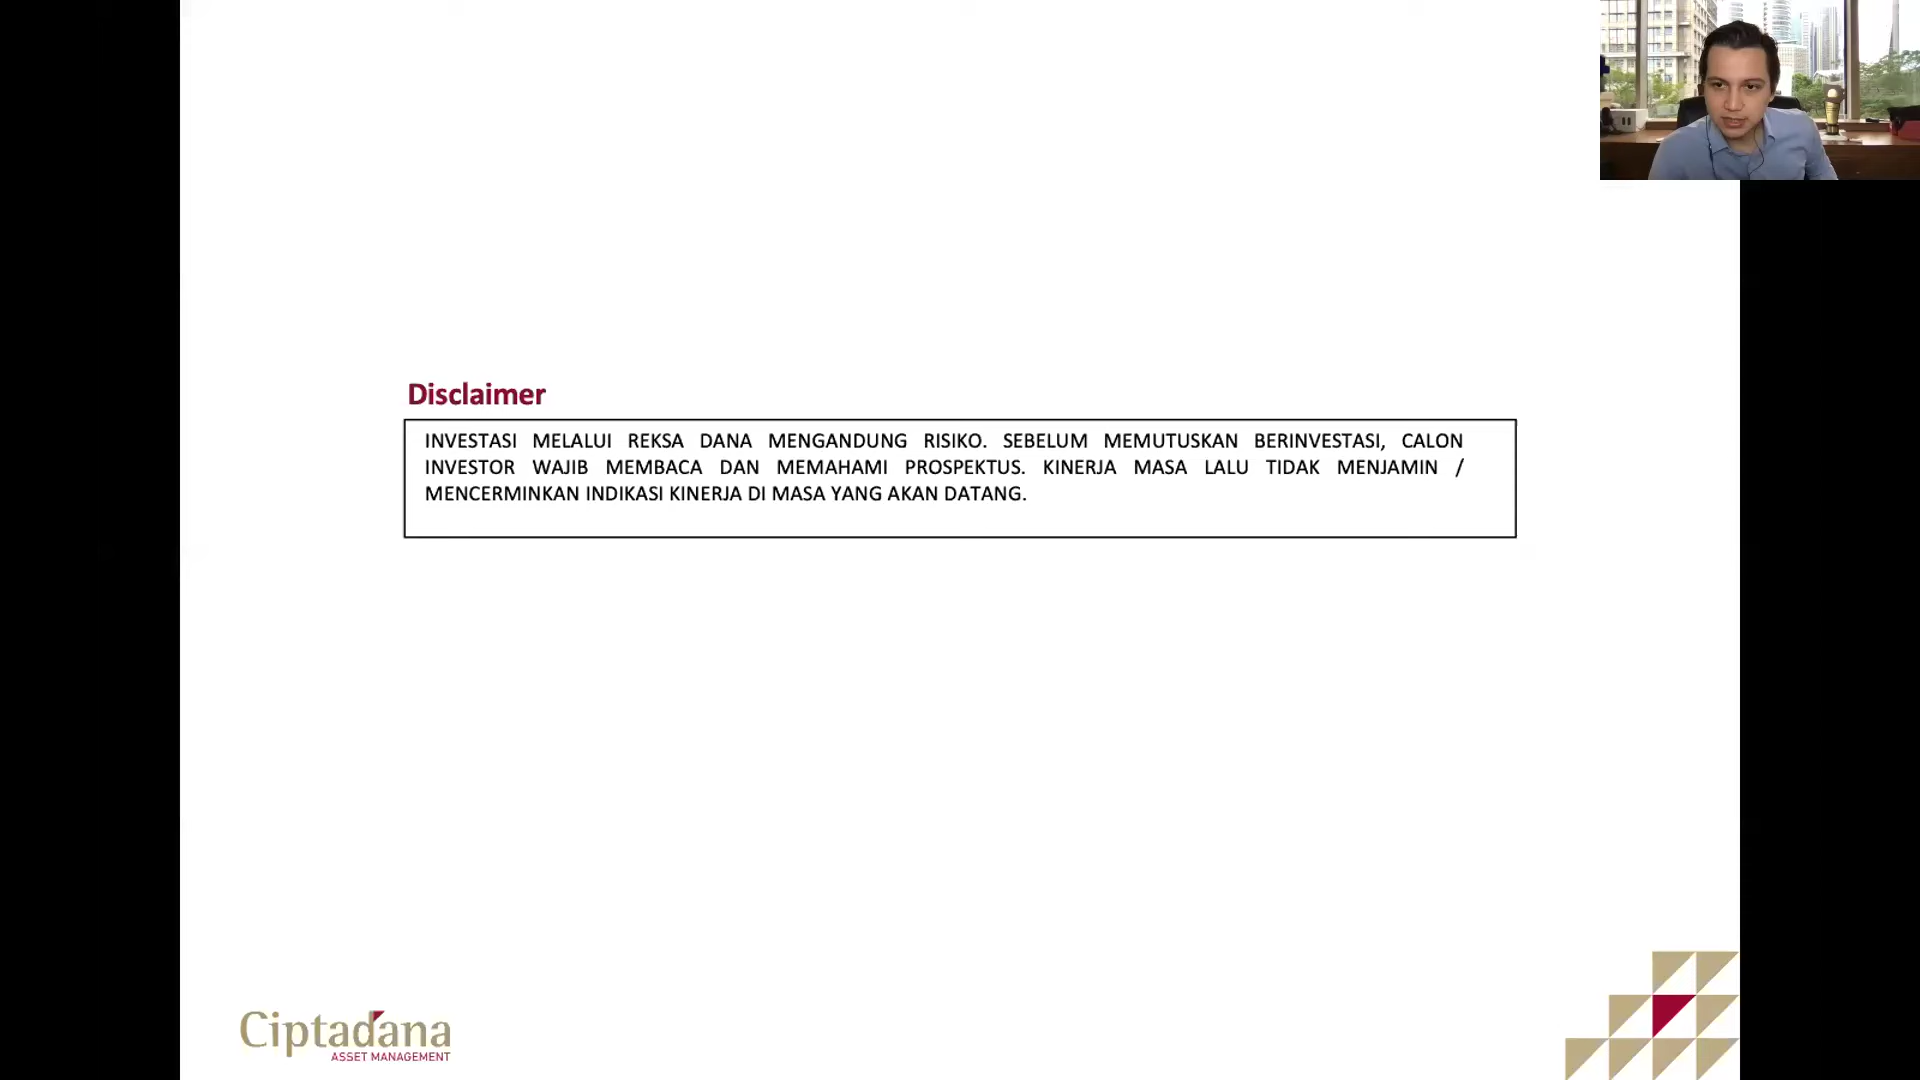 Disclaimer
INVESTASI MELALUI REKSA DANA MENGANDUNG RISIKO. SEBELUM MEMUTUSKAN BERINVESTASI, CALON
INVESTOR WAJIB MEMBACA DAN MEMAHAMI PROSPEKTUS. KINERJA MASA LALU TIDAK MENJAMIN /
MENCERMINKAN INDIKASI KINERJA DI MASA YANG AKAN DATANG.
Ciptadana
ASSET MANAGEMENT